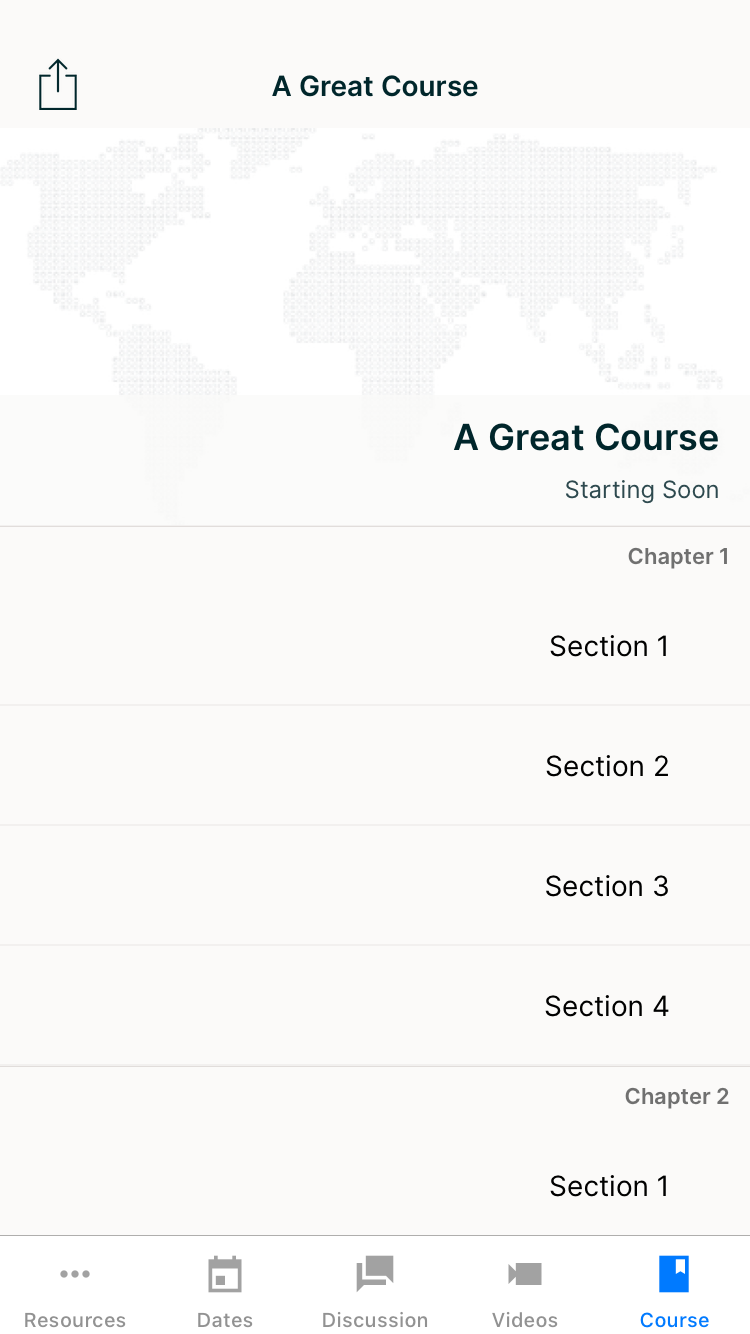 A Great Course
A Great Course
Starting Soon
Chapter 1
Section 1
Section 2
Section 3
Section 4
Chapter 2
Section 1
Resources
Dates
Discussion
Videos
Course